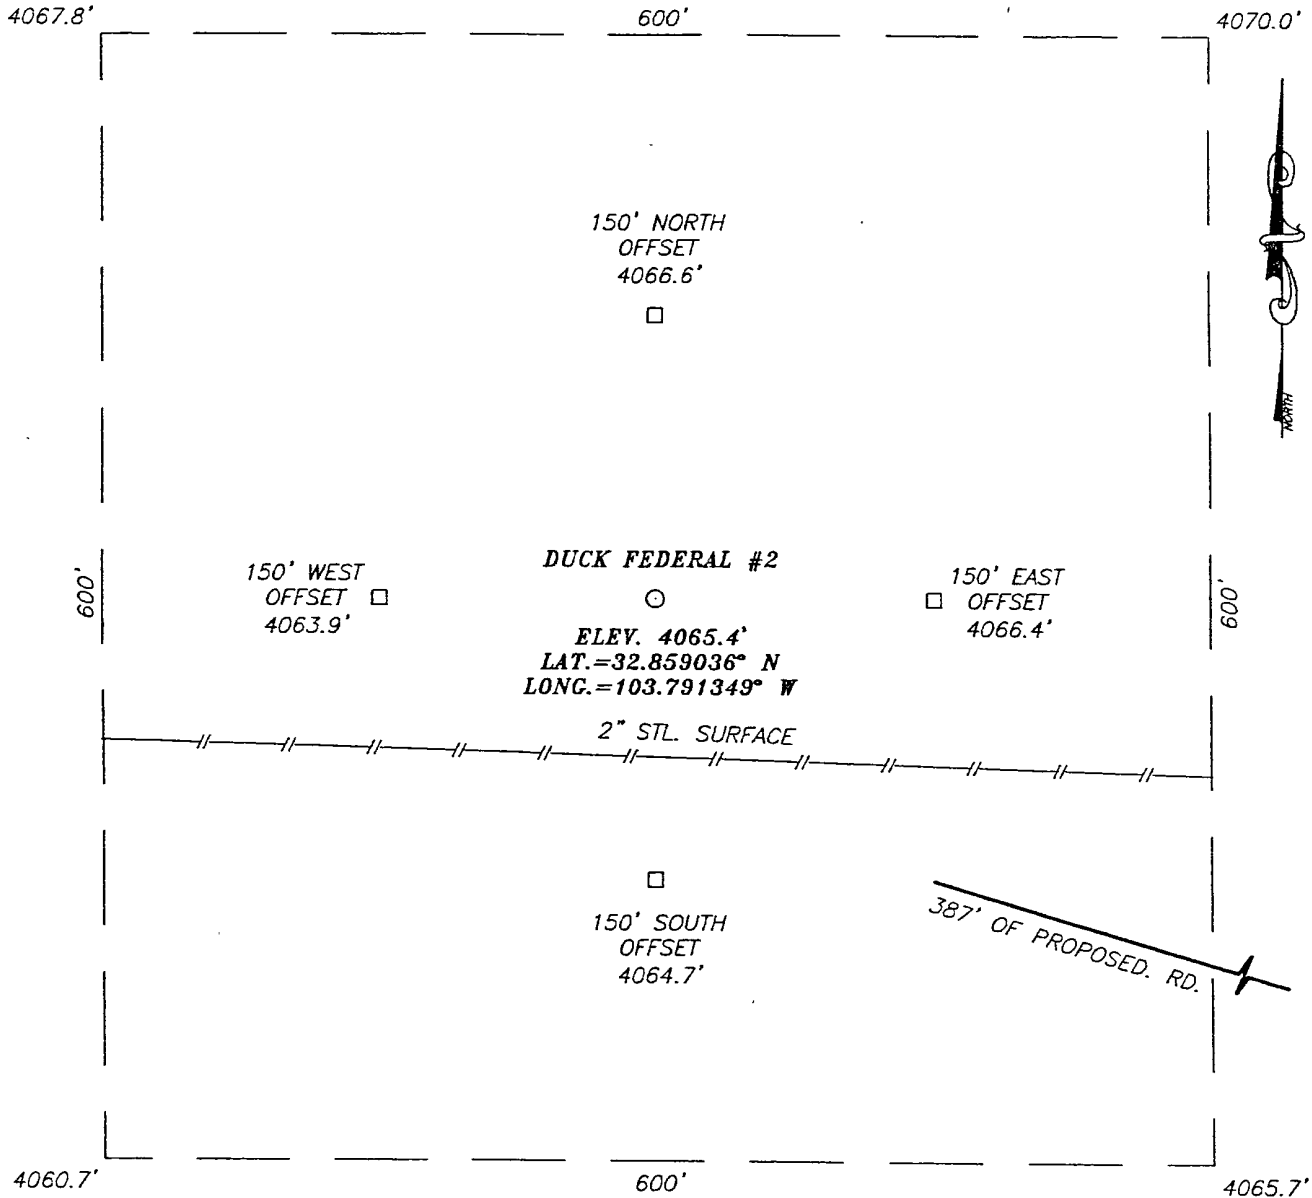 4067.8'
600'
4070.0'
150' NORTH
OFFSET
4066.6'
NORTH
DUCK FEDERAL #2
150' WEST
OFFSET
4063.9'
600'
150' EAST
OFFSET
4066.4'
600'
ELEV. 4065.4'
LAT.=32.859036° N
LONG.=103.791349° W
2" STL. SURFACE
150' SOUTH
OFFSET
4064.7'
387' OF PROPOSED. RD.
4060.7'
600'
4065.7'